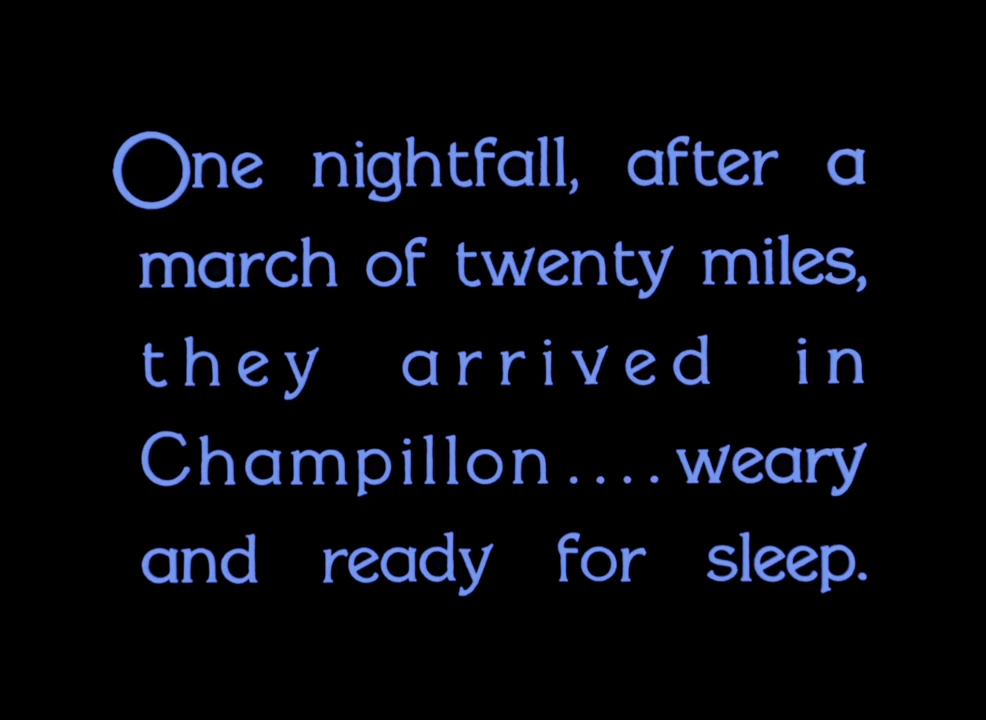 One nightfall, after a
march of twenty miles,
they arrived in
Champillon.... weary
and ready for sleep.